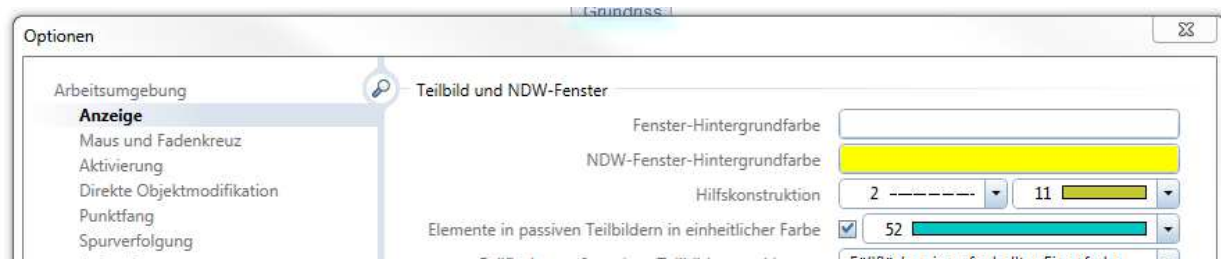 Grundriss
Optionen
Arbeitsumgebung
Anzeige
Maus und Fadenkreuz
Aktivierung
Direkte Objektmodifikation
Punktfang
Spurverfolgung
Teilbild und NDW-Fenster
Fenster-Hintergrundfarbe
NDW-Fenster-Hintergrundfarbe
Hilfskonstruktion 2 11
Elemente in passiven Teilbildern in einheitlicher Farbe 52